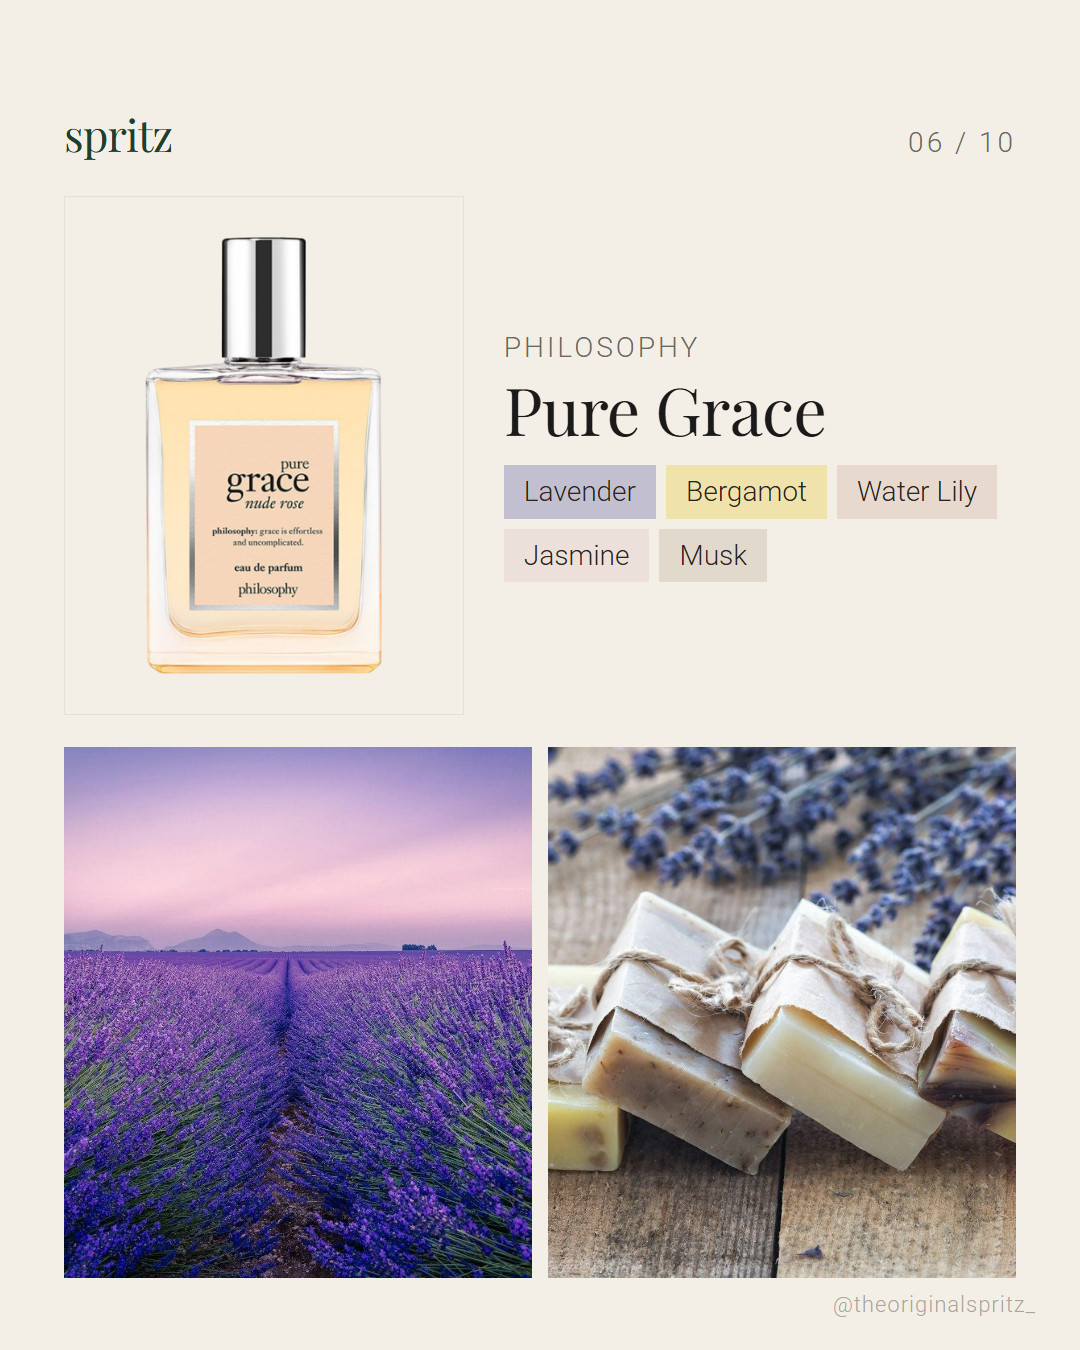 spritz
06 / 10
pure
grace
nude rose
philosophy: grace is effortless
and uncomplicated.
eau de parfum
philosophy
PHILOSOPHY
Pure Grace
Lavender Bergamot Water Lily
Jasmine Musk
@theoriginalspritz_